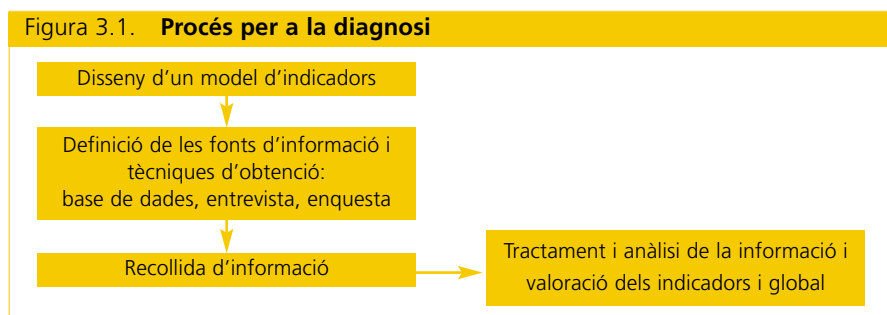 Figura 3.1. Procés per a la diagnosi
Disseny d’un model d’indicadors
Definició de les fonts d’informació i
tècniques d’obtenció:
base de dades, entrevista, enquesta
Recollida d’informació
Tractament i anàlisi de la informació i
valoració dels indicadors i global